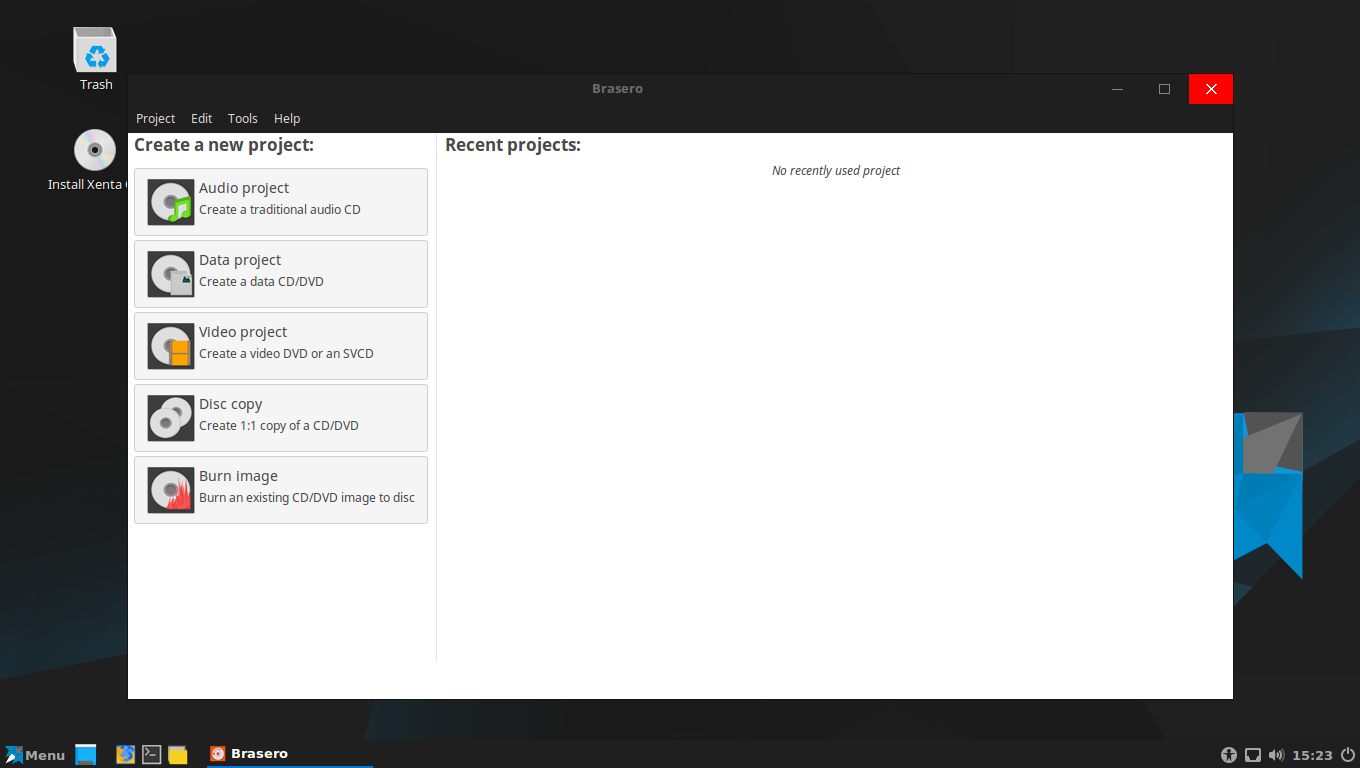 Trash
Install Xenta
Brasero
Project Edit Tools Help
Create a new project:
Audio project
Create a traditional audio CD
Data project
Create a data CD/DVD
Video project
Create a video DVD or an SVCD
Disc copy
Create 1:1 copy of a CD/DVD
Burn image
Burn an existing CD/DVD image to disc
Recent projects:
No recently used project
Menu
Brasero
15:23